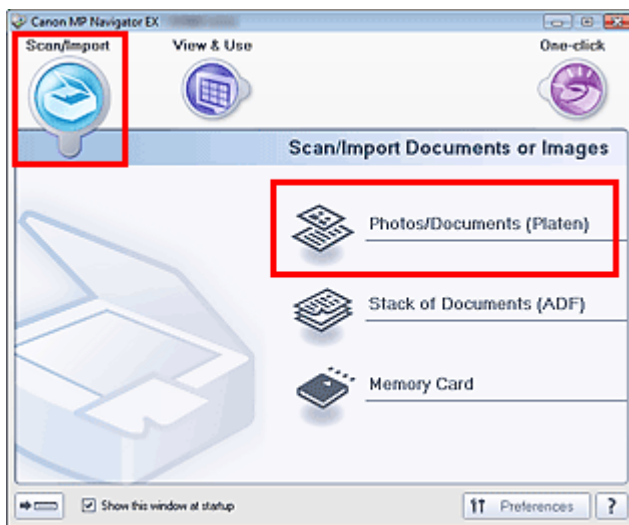 Canon MP Navigator EX
Scan/Import
View & Use
One-click
Scan/Import Documents or Images
Photos/Documents (Platen)
Stack of Documents (ADF)
Memory Card
Show this window at startup
Preferences
?